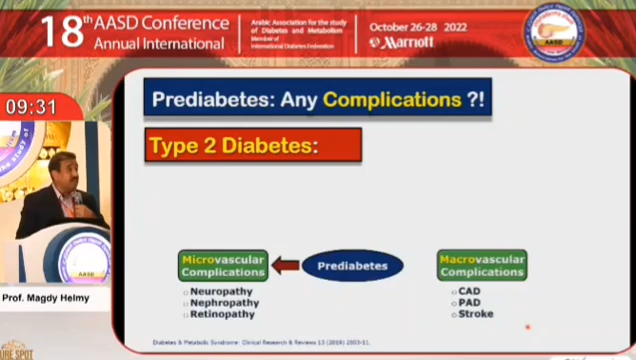 18th AASD Conference
Annual International
Arabic Association for the study
of Diabetes and Metabolism
Member of
International Diabetes Federation
October 26-28 2022
Marriott
AASD
09:31
Prediabetes: Any Complications ?!
Type 2 Diabetes:
Microvascular
Complications
Prediabetes
Macrovascular
Complications
Neuropathy
Nephropathy
Retinopathy
CAD
PAD
Stroke
AASD
Prof. Magdy Helmy
Diabetes & Metabolic Syndrome: Clinical Research & Reviews 13 (2019) 2003-11.
URE SPOT